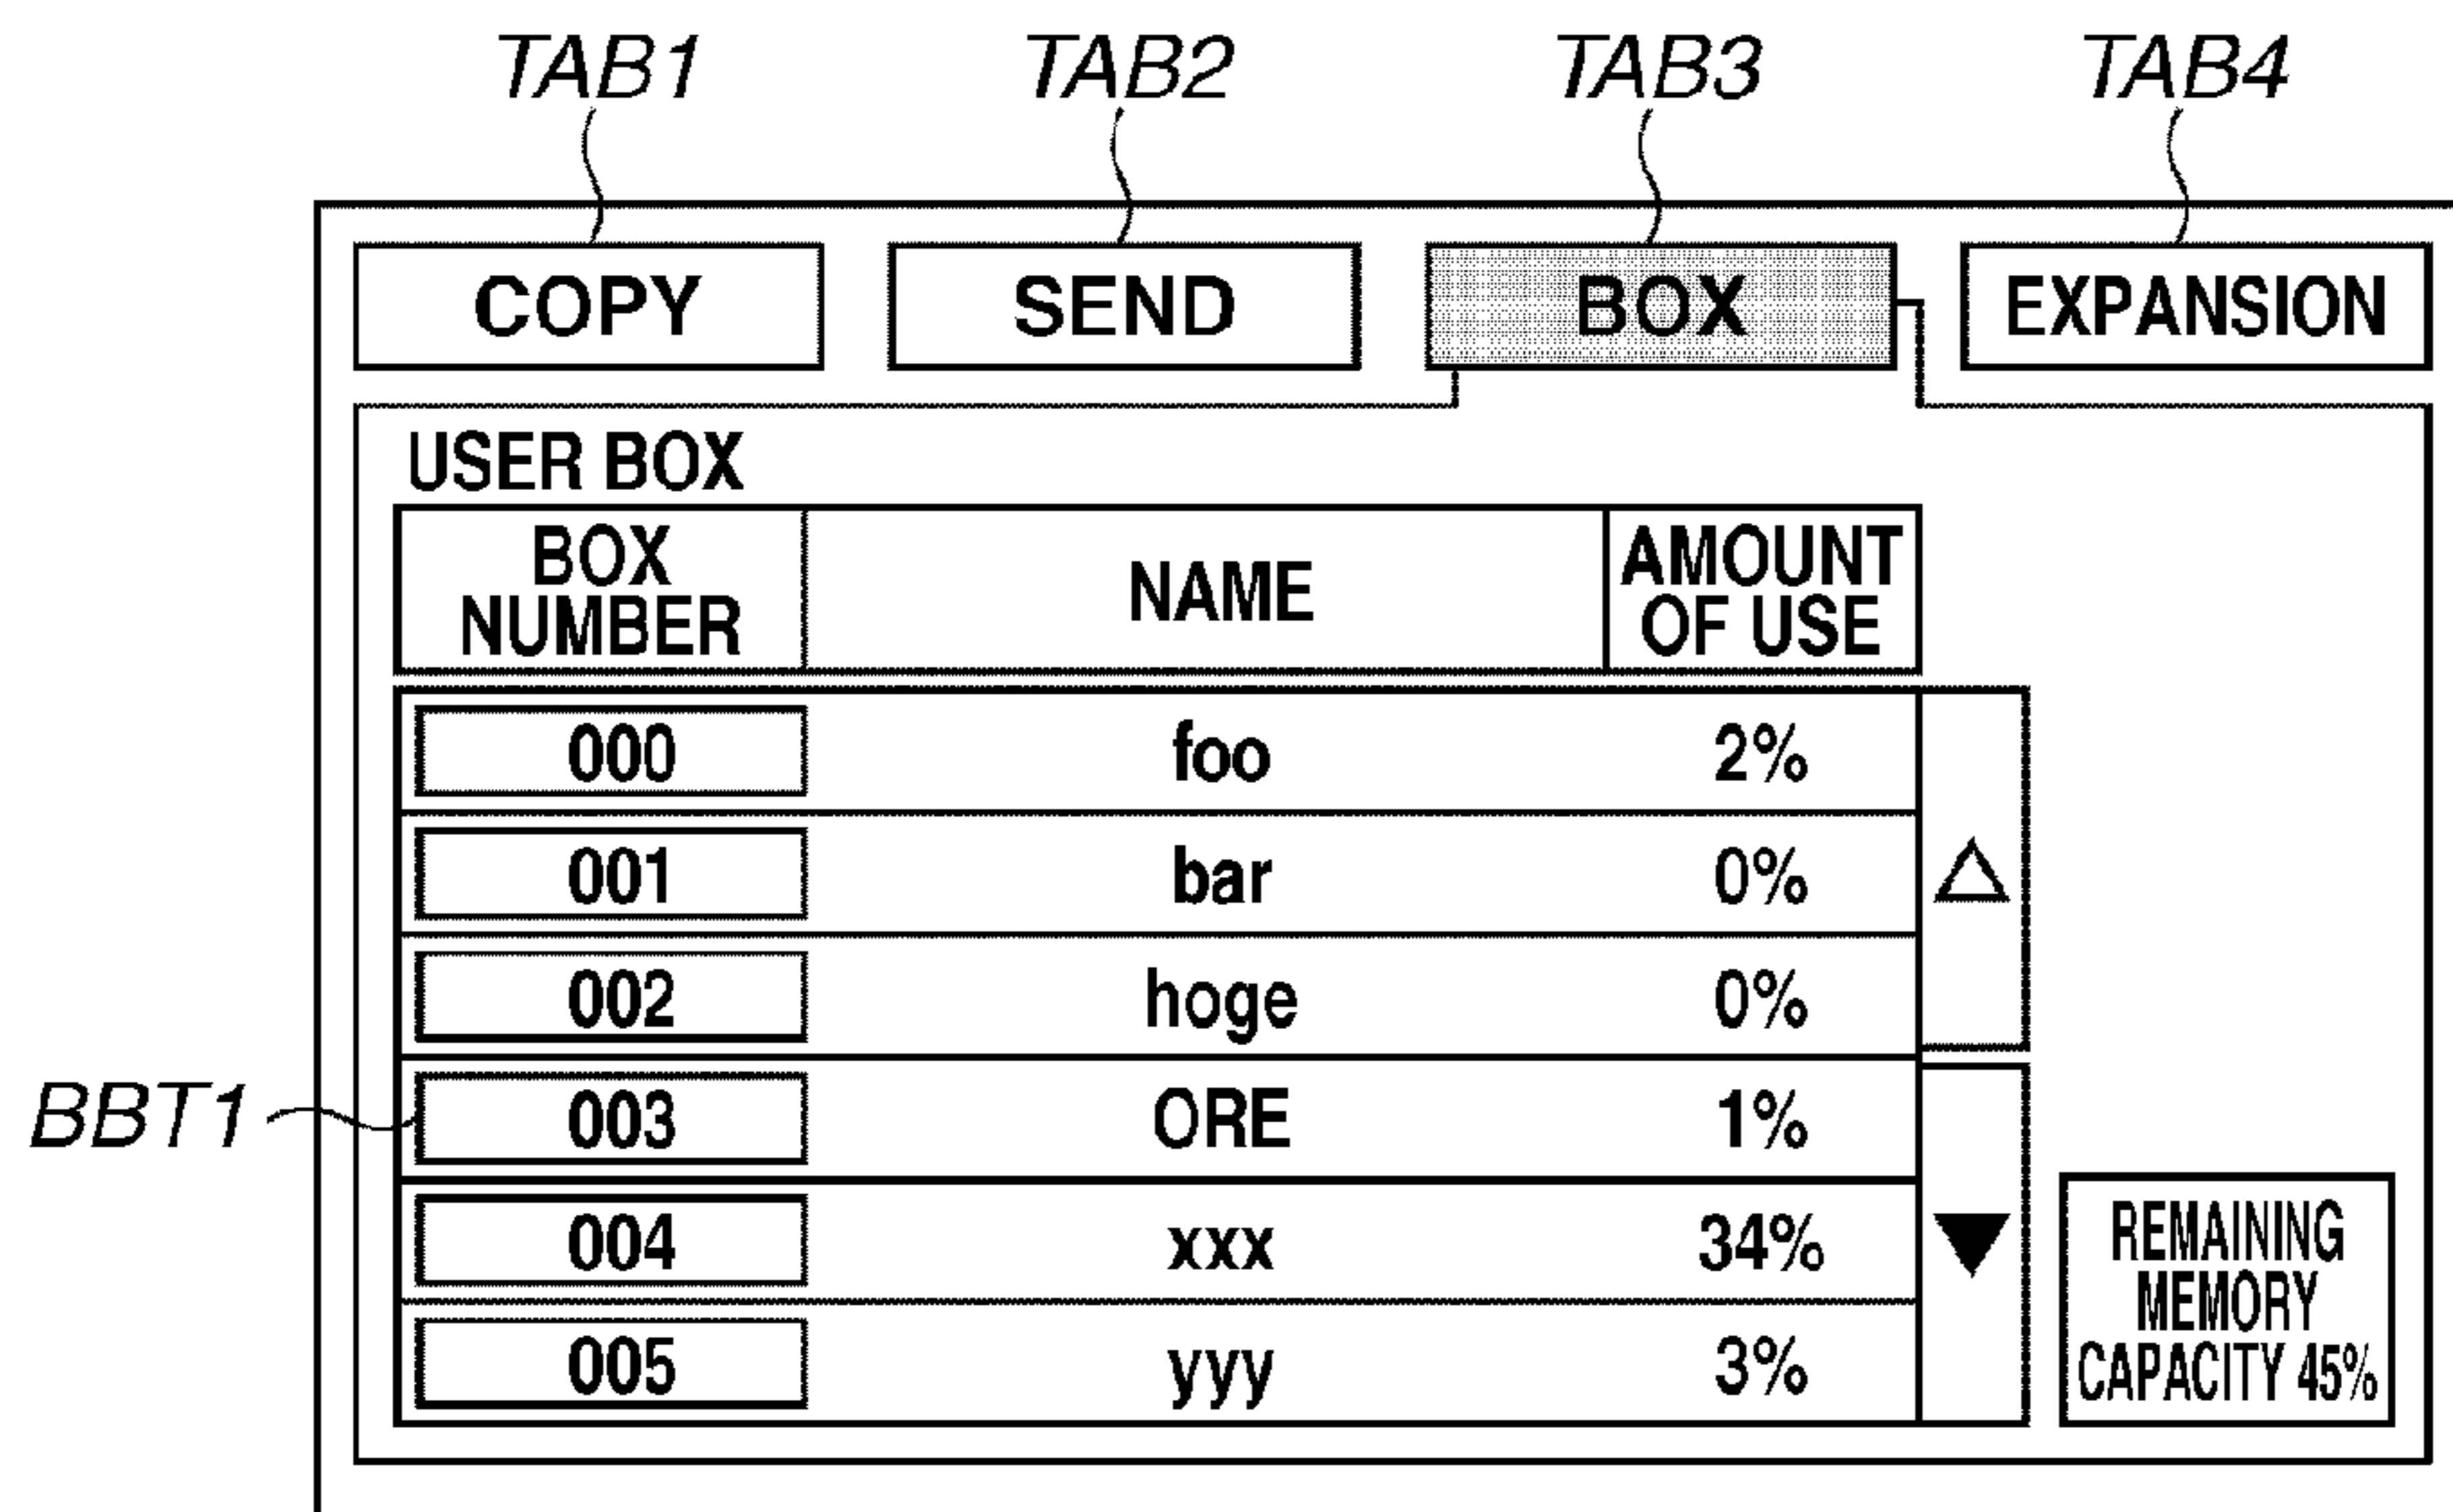 TAB1 TAB2 TAB3 TAB4
COPY SEND BOX EXPANSION
USER BOX
BOX
NUMBER
NAME
AMOUNT
OF USE
000 foo 2%
001 bar 0%
002 hoge 0%
BBT1
003 ORE 1%
004 xxx 34%
005 yyy 3%
REMAINING
MEMORY
CAPACITY 45%